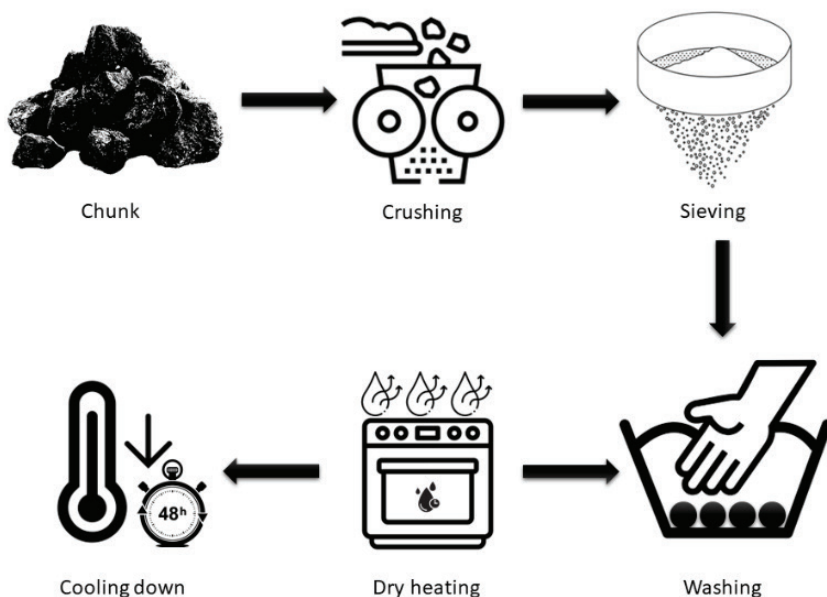 Chunk
Crushing
Sieving
48h
Cooling down
Dry heating
Washing